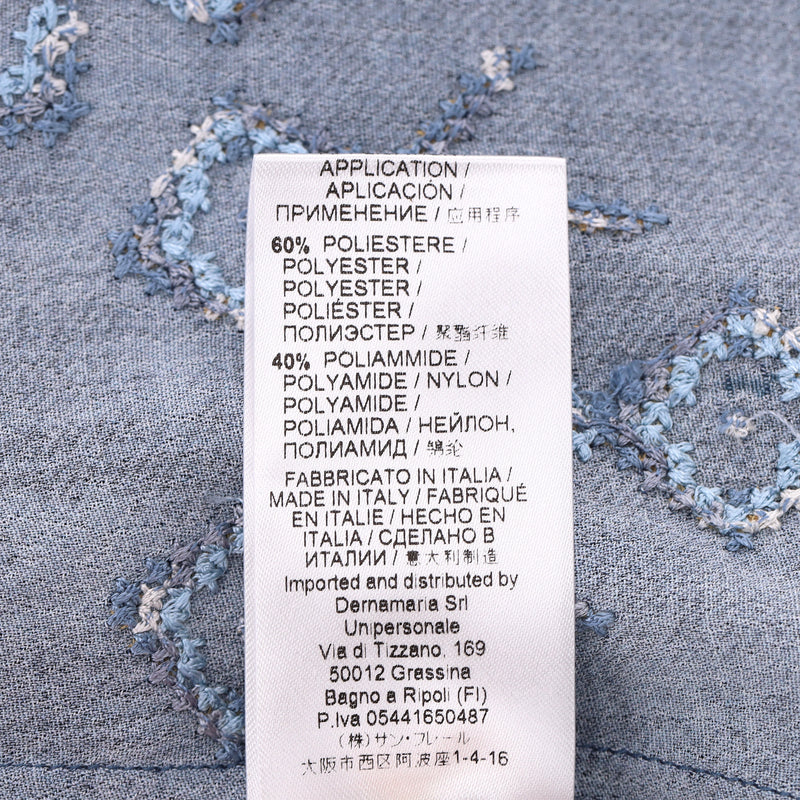 APPLICATION /
APLICACIÓN /
ПРИМЕНЕНИЕ / 应用程序
60% POLIESTERE /
POLYESTER /
POLYESTER /
POLIÉSTER /
ПОЛИЭСТЕР / 聚酯纤维
40% POLIAMMIDE /
POLYAMIDE / NYLON /
POLYAMIDE /
POLIAMIDA / НЕЙЛОН,
ПОЛИАМИД / 锦纶
FABBRICATO IN ITALIA /
MADE IN ITALY / FABRIQUÉ
EN ITALIE / HECHO EN
ITALIA / СДЕЛАНО В
ИТАЛИИ / 意大利制造
Imported and distributed by
Dernamaria Srl
Unipersonale
Via di Tizzano, 169
50012 Grassina
Bagno a Ripoli (FI)
P.Iva 05441650487
(株)サン・フレール
大阪市西区阿波座1-4-16